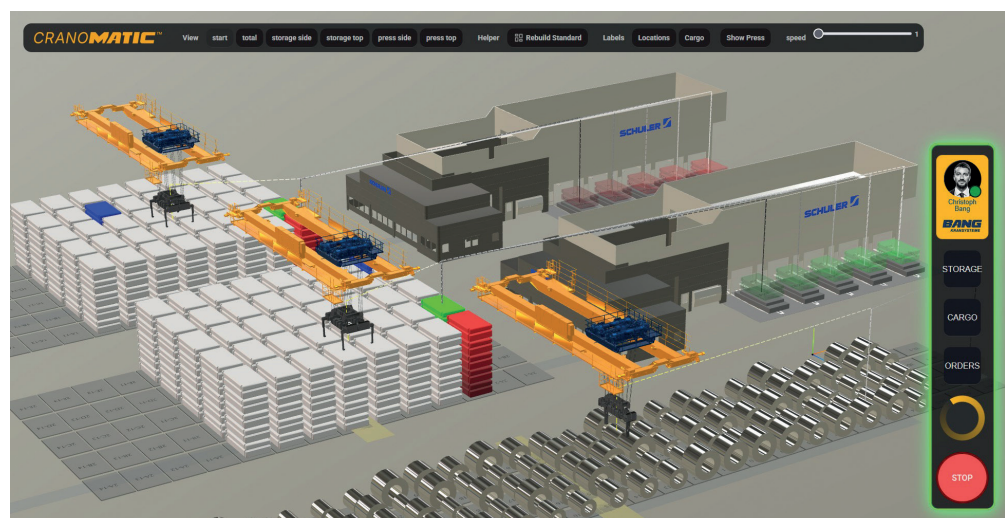 CRANOMATIC™ View start total storage side storage top press side press top Helper Rebuild Standard Labels Locations Cargo Show Press speed 1
SCHULER
SCHULER
Christoph
Bang
BANG
KRANSYSTEME
STORAGE
CARGO
ORDERS
STOP